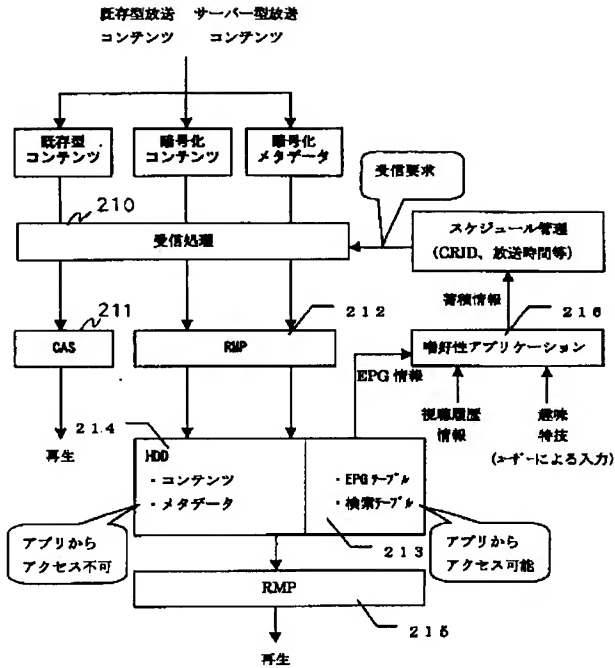 既存型放送 サーバー型放送
コンテンツ コンテンツ
既存型
コンテンツ
暗号化
コンテンツ
暗号化
メタデータ
受信要求
210
受信処理
スケジュール管理
(CRID、放送時間等)
蓄積情報
211
212
216
CAS
RMP
嗜好性アプリケーション
EPG 情報
視聴履歴
情報
趣味
特技
(ユーザーによる入力)
再生
214
HDD
・コンテンツ
・メタデータ
・EPGテーブル
・検索テーブル
213
アプリから
アクセス不可
アプリから
アクセス可能
RMP
215
再生